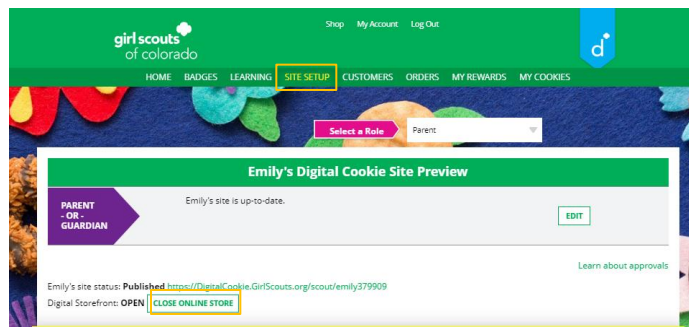 Shop My Account Log Out
girl scouts
of colorado
d
HOME BADGES LEARNING SITE SETUP CUSTOMERS ORDERS MY REWARDS MY COOKIES
Select a Role Parent
Emily's Digital Cookie Site Preview
PARENT
- OR -
GUARDIAN
Emily's site is up-to-date.
EDIT
Learn about approvals
Emily's site status: Published https://DigitalCookie.GirlScouts.org/scout/emily379909
Digital Storefront: OPEN CLOSE ONLINE STORE